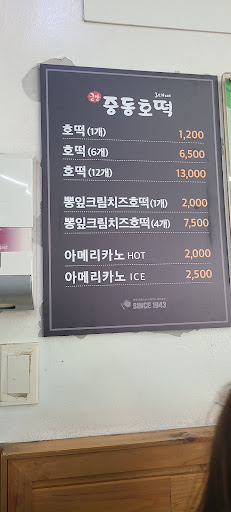 중동호떡
호떡(1개) 1,200
호떡(6개) 6,500
호떡(12개) 13,000
뽕잎크림치즈호떡(1개) 2,000
뽕잎크림치즈호떡(4개) 7,500
아메리카노 HOT 2,000
아메리카노 ICE 2,500
SINCE 1943